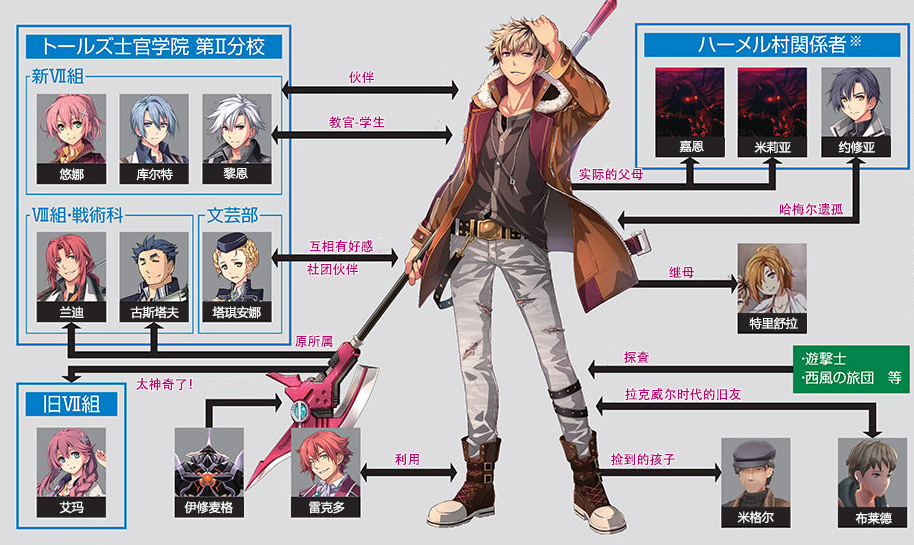 トールズ士官学院 第Ⅱ分校
新Ⅶ組
悠娜
库尔特
黎恩
Ⅷ組･戦術科
兰迪
古斯塔夫
文芸部
塔琪安娜
旧Ⅶ組
艾玛
伙伴
教官-学生
互相有好感
社团伙伴
原所属
太神奇了!
伊修麦格
雷克多
利用
ハーメル村関係者※
嘉恩
米莉亚
约修亚
实际的父母
哈梅尔遗孤
继母
特里舒拉
探查
･遊撃士
･西風の旅団 等
拉克威尔时代的旧友
布莱德
捡到的孩子
米格尔